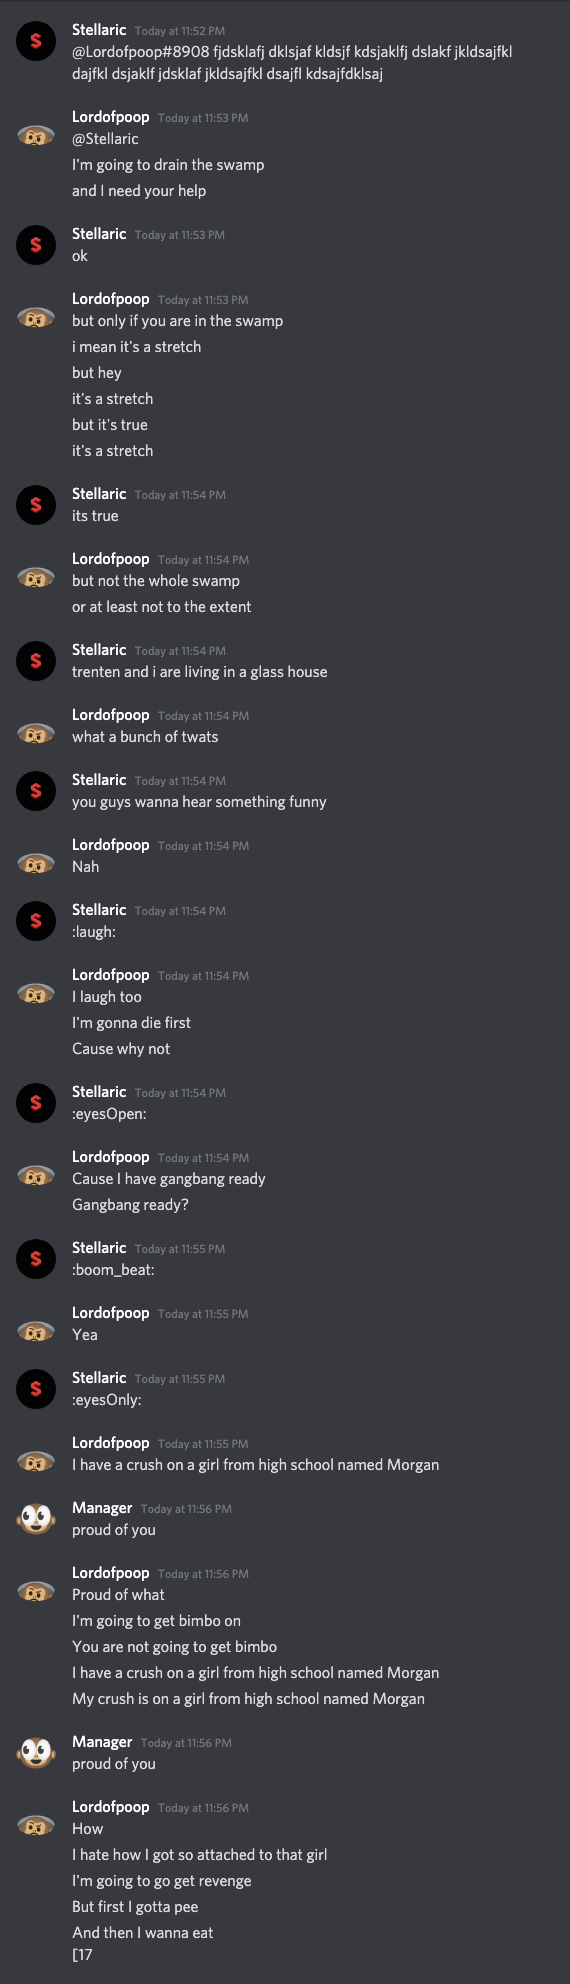 Stellaric Today at 11:52 PM
@Lordofpoop#8908 fjdsklafj dklsjaf kldsjf kdsjaklfj dslakf jkldsajfkl
dajfkl dsjaklf jdsklaf jkldsajfkl dsajfl kdsajfdklsaj
Lordofpoop Today at 11:53 PM
@Stellaric
I'm going to drain the swamp
and I need your help
Stellaric Today at 11:53 PM
ok
Lordofpoop Today at 11:53 PM
but only if you are in the swamp
i mean it's a stretch
but hey
it's a stretch
but it's true
it's a stretch
Stellaric Today at 11:54 PM
its true
Lordofpoop Today at 11:54 PM
but not the whole swamp
or at least not to the extent
Stellaric Today at 11:54 PM
trenten and i are living in a glass house
Lordofpoop Today at 11:54 PM
what a bunch of twats
Stellaric Today at 11:54 PM
you guys wanna hear something funny
Lordofpoop Today at 11:54 PM
Nah
Stellaric Today at 11:54 PM
:laugh:
Lordofpoop Today at 11:54 PM
I laugh too
I'm gonna die first
Cause why not
Stellaric Today at 11:54 PM
:eyesOpen:
Lordofpoop Today at 11:54 PM
Cause I have gangbang ready
Gangbang ready?
Stellaric Today at 11:55 PM
:boom_beat:
Lordofpoop Today at 11:55 PM
Yea
Stellaric Today at 11:55 PM
:eyesOnly:
Lordofpoop Today at 11:55 PM
I have a crush on a girl from high school named Morgan
Manager Today at 11:56 PM
proud of you
Lordofpoop Today at 11:56 PM
Proud of what
I'm going to get bimbo on
You are not going to get bimbo
I have a crush on a girl from high school named Morgan
My crush is on a girl from high school named Morgan
Manager Today at 11:56 PM
proud of you
Lordofpoop Today at 11:56 PM
How
I hate how I got so attached to that girl
I'm going to go get revenge
But first I gotta pee
And then I wanna eat
[17